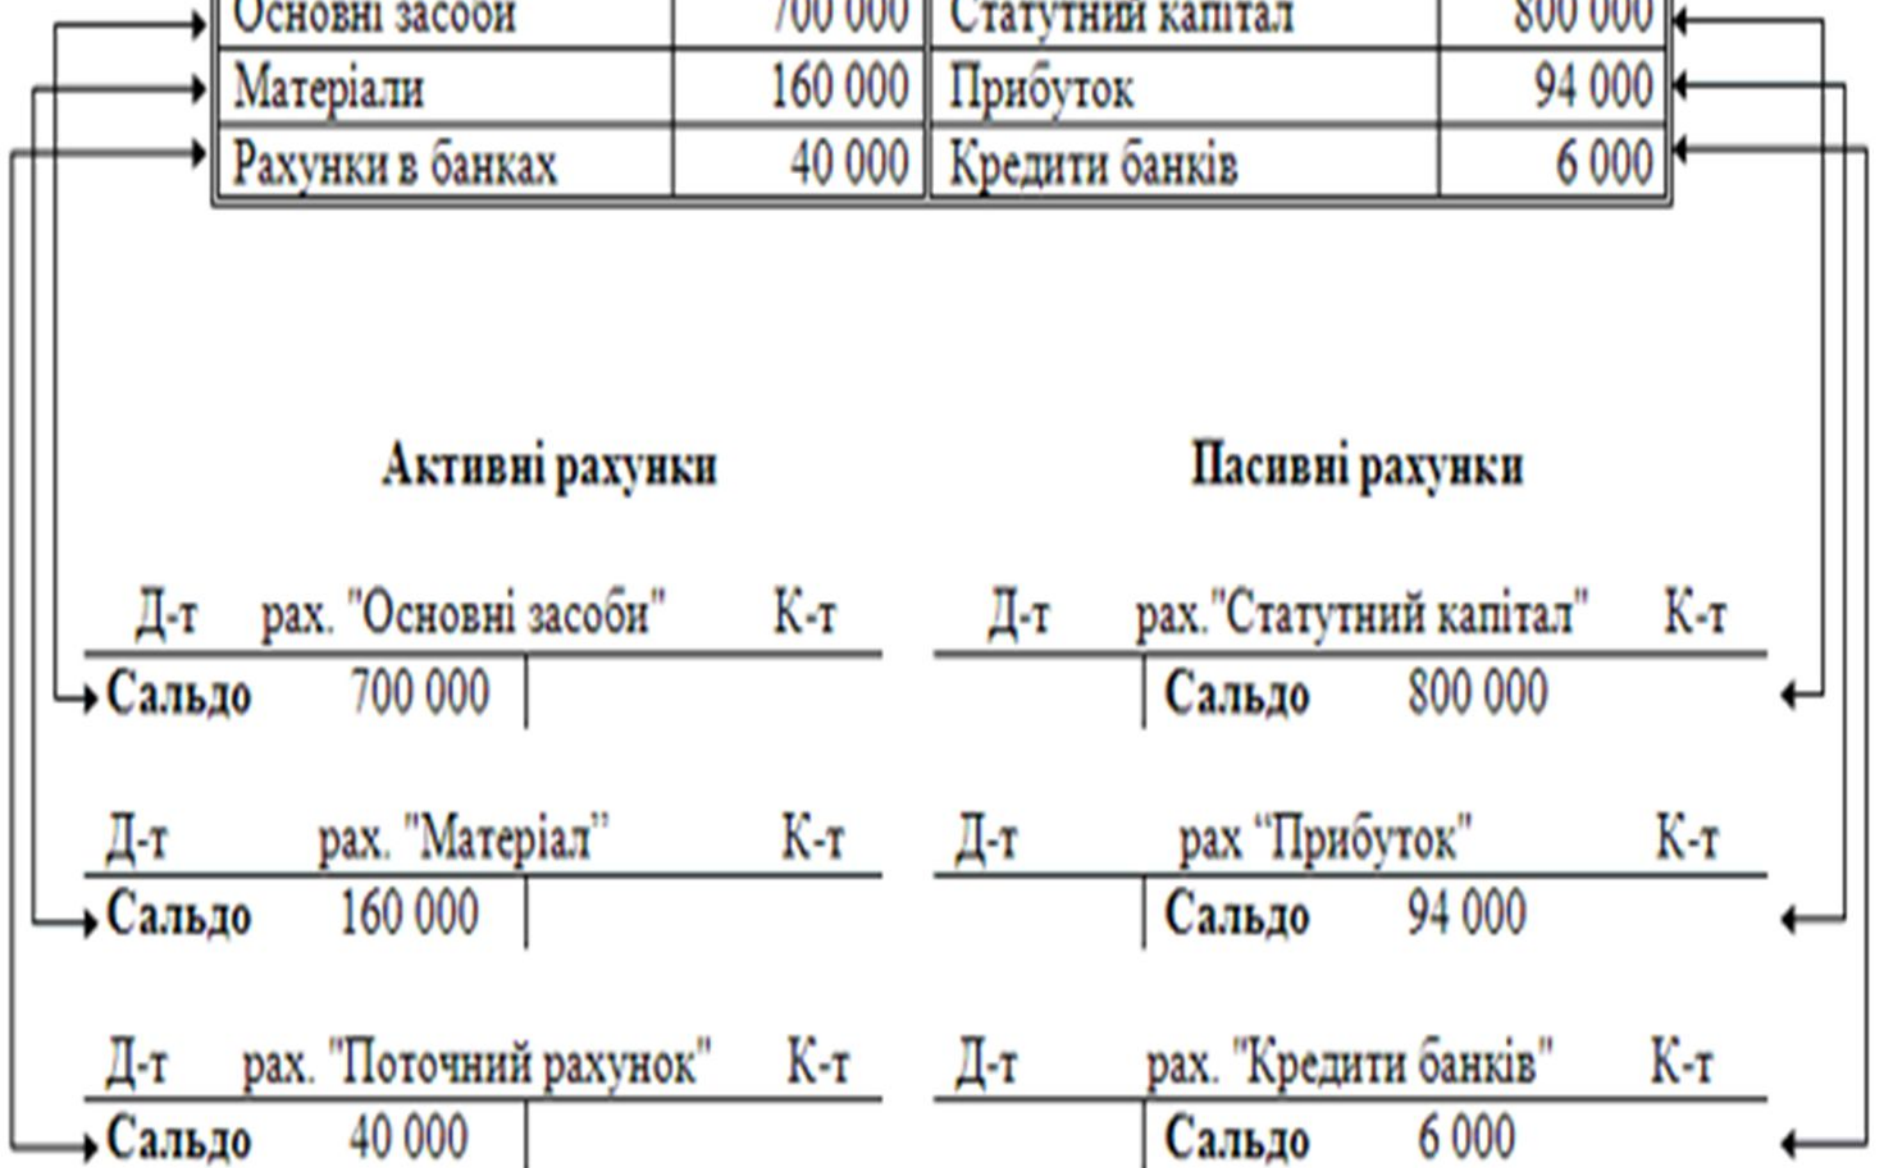 Основні засоби 700 000 Статутний капітал 800 000
Матеріали 160 000 Прибуток 94 000
Рахунки в банках 40 000 Кредити банків 6 000
Активні рахунки Пасивні рахунки
Д-т рах. "Основні засоби" К-т Д-т рах."Статутний капітал" К-т
Сальдо 700 000 Сальдо 800 000
Д-т рах. "Матеріал” К-т Д-т рах “Прибуток" К-т
Сальдо 160 000 Сальдо 94 000
Д-т рах. "Поточний рахунок" К-т Д-т рах. "Кредити банків" К-т
Сальдо 40 000 Сальдо 6 000